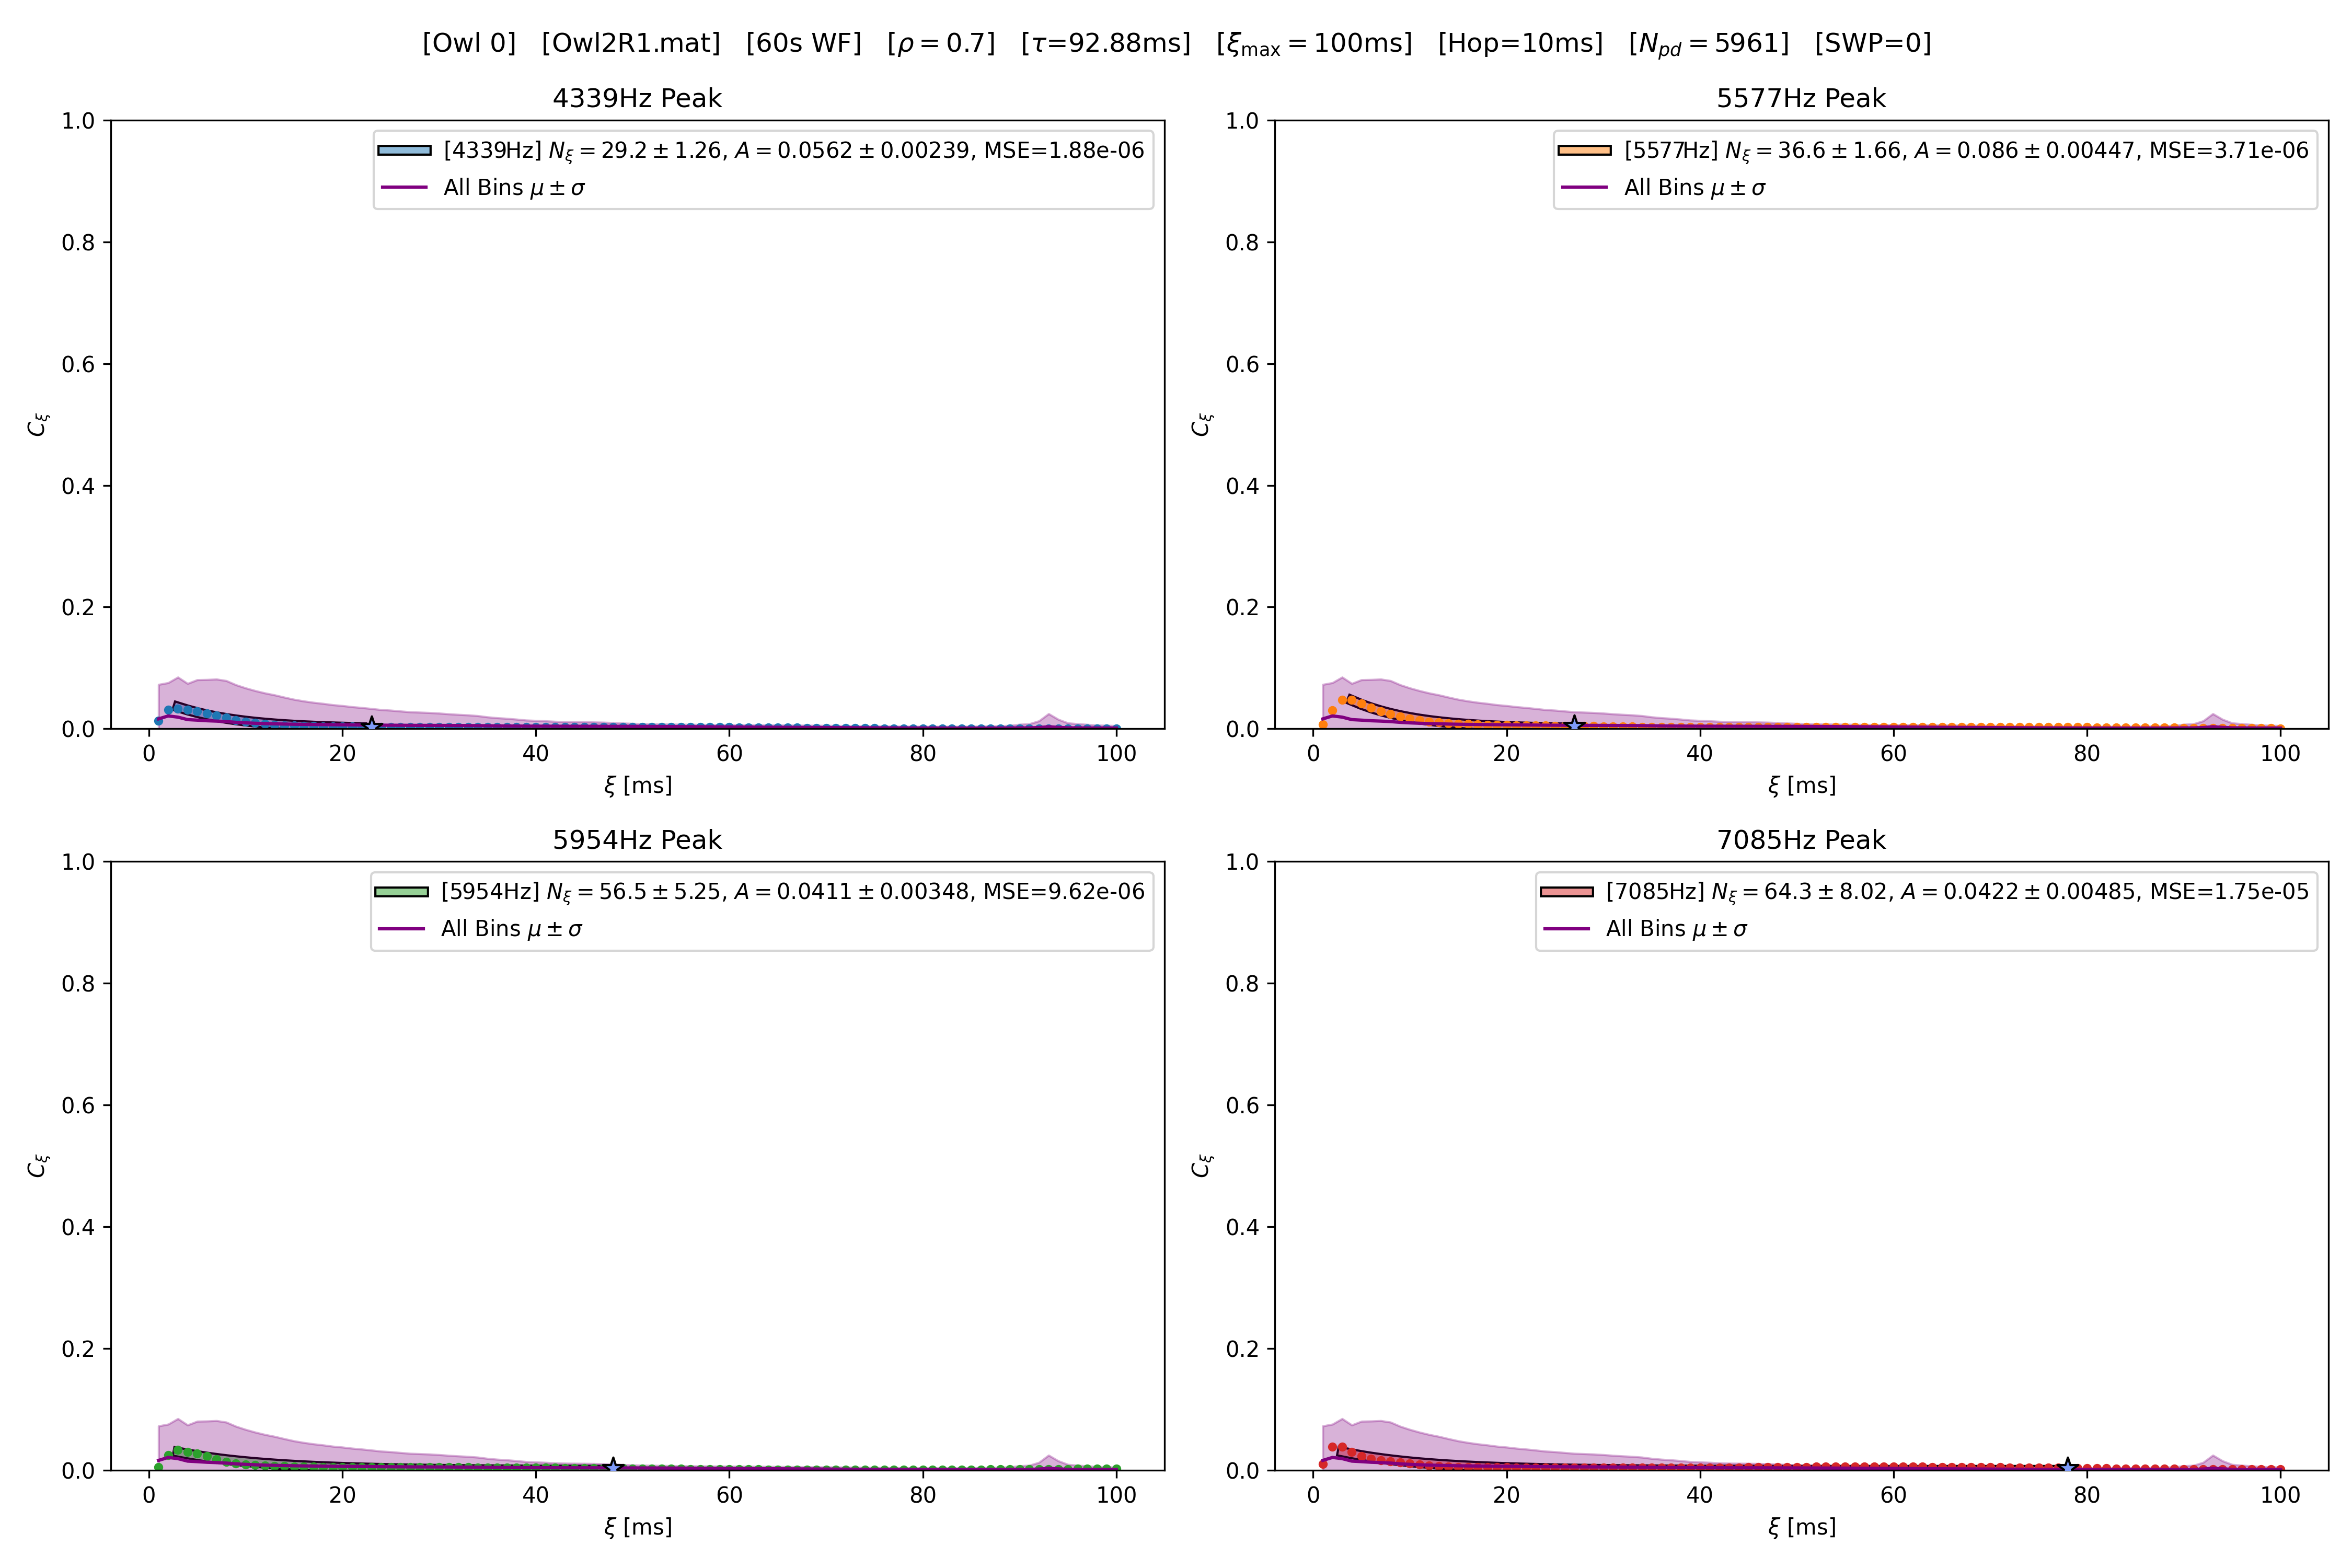 [Owl 0] [Owl2R1.mat] [60s WF] [ρ = 0.7] [τ=92.88ms] [ξmax = 100ms] [Hop=10ms] [Npd = 5961] [SWP=0]
4339Hz Peak
[4339Hz] Nξ = 29.2 ± 1.26, A = 0.0562 ± 0.00239, MSE=1.88e-06
All Bins μ ± σ
1.0
0.8
0.6
0.4
0.2
0.0
Cξ
0 20 40 60 80 100
ξ [ms]
5577Hz Peak
[5577Hz] Nξ = 36.6 ± 1.66, A = 0.086 ± 0.00447, MSE=3.71e-06
All Bins μ ± σ
1.0
0.8
0.6
0.4
0.2
0.0
Cξ
0 20 40 60 80 100
ξ [ms]
5954Hz Peak
[5954Hz] Nξ = 56.5 ± 5.25, A = 0.0411 ± 0.00348, MSE=9.62e-06
All Bins μ ± σ
1.0
0.8
0.6
0.4
0.2
0.0
Cξ
0 20 40 60 80 100
ξ [ms]
7085Hz Peak
[7085Hz] Nξ = 64.3 ± 8.02, A = 0.0422 ± 0.00485, MSE=1.75e-05
All Bins μ ± σ
1.0
0.8
0.6
0.4
0.2
0.0
Cξ
0 20 40 60 80 100
ξ [ms]